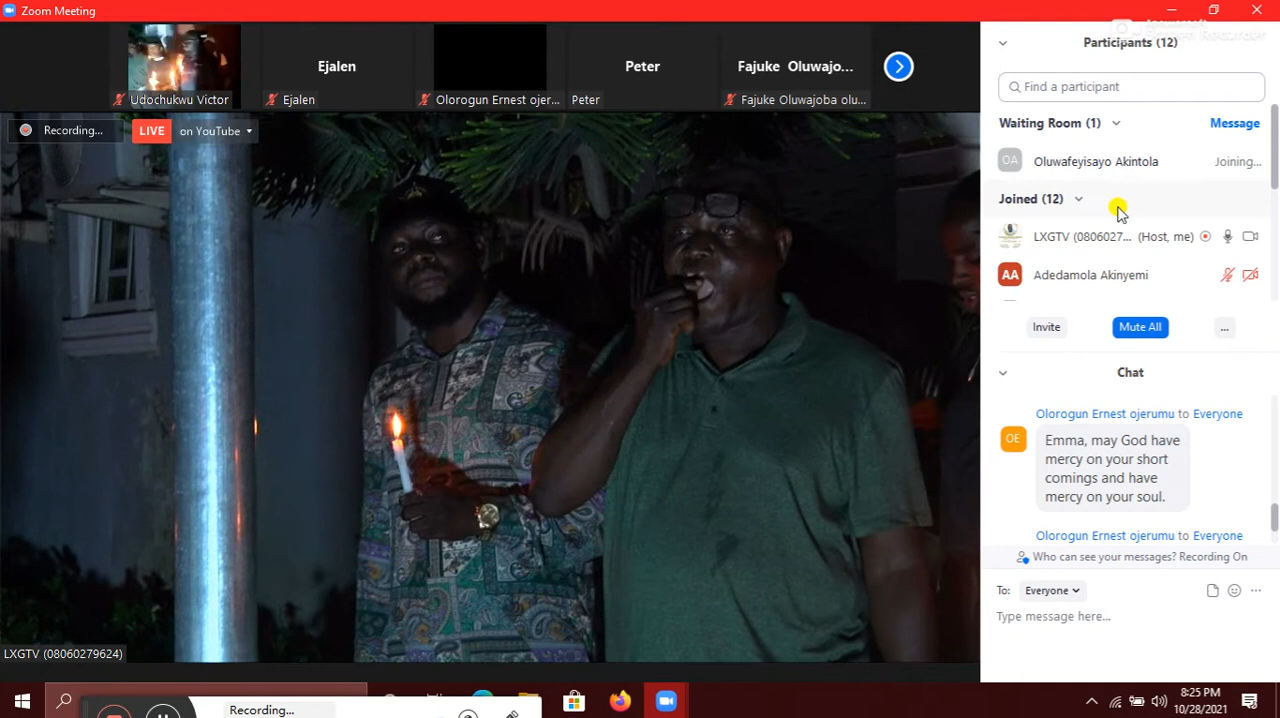 Zoom Meeting
Udochukwu Victor
Ejalen
Ejalen
Olorogun Ernest ojer...
Peter
Peter
Fajuke Oluwajo...
Fajuke Oluwajoba olu...
Recording...
LIVE on YouTube
LXGTV (08060279624)
Participants (12)
Find a participant
Waiting Room (1)
Message
OA Oluwafeyisayo Akintola Joining...
Joined (12)
LXGTV (0806027... (Host, me)
AA Adedamola Akinyemi
Invite
Mute All
...
Chat
Olorogun Ernest ojerumu to Everyone
OE
Emma, may God have
mercy on your short
comings and have
mercy on your soul.
Olorogun Ernest ojerumu to Everyone
Who can see your messages? Recording On
To: Everyone
Type message here...
Recording...
8:25 PM
10/28/2021